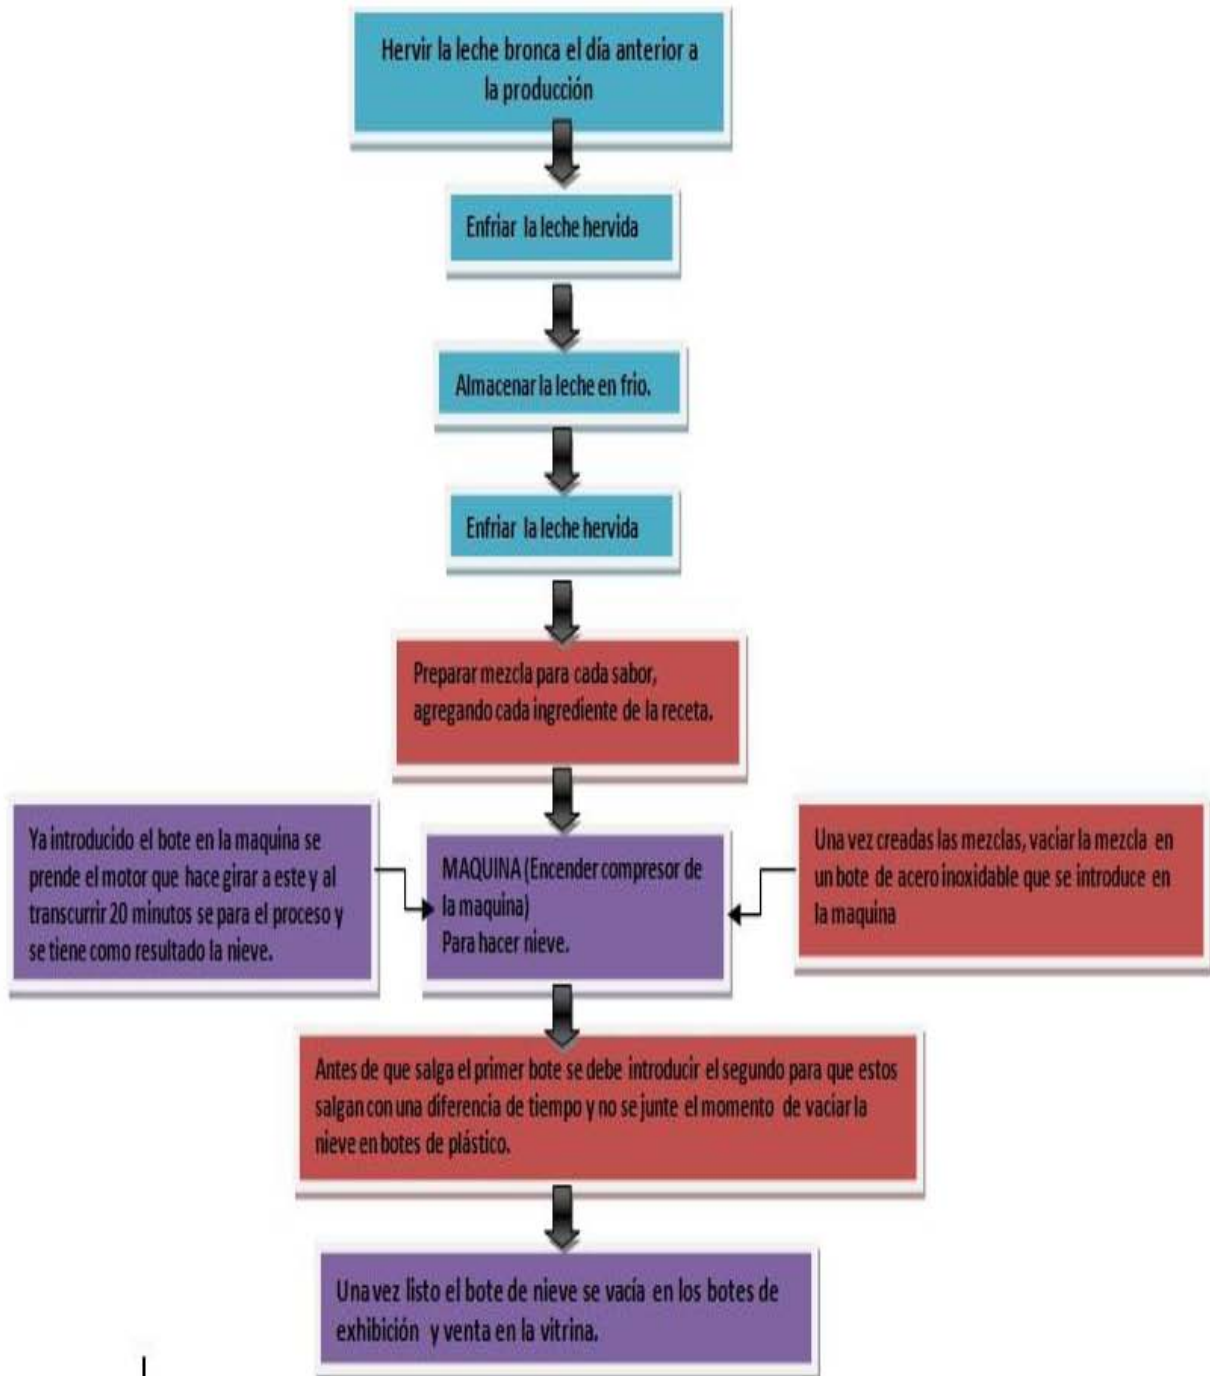 Hervir la leche bronca el día anterior a
la producción
Enfriar la leche hervida
Almacenar la leche en frio.
Enfriar la leche hervida
Preparar mezcla para cada sabor,
agregando cada ingrediente de la receta.
Ya introducido el bote en la maquina se
prende el motor que hace girar a este y al
transcurrir 20 minutos se para el proceso y
se tiene como resultado la nieve.
MAQUINA (Encender compresor de
la maquina)
Para hacer nieve.
Una vez creadas las mezclas, vaciar la mezcla en
un bote de acero inoxidable que se introduce en
la maquina
Antes de que salga el primer bote se debe introducir el segundo para que estos
salgan con una diferencia de tiempo y no se junte el momento de vaciar la
nieve en botes de plástico.
Una vez listo el bote de nieve se vacía en los botes de
exhibición y venta en la vitrina.